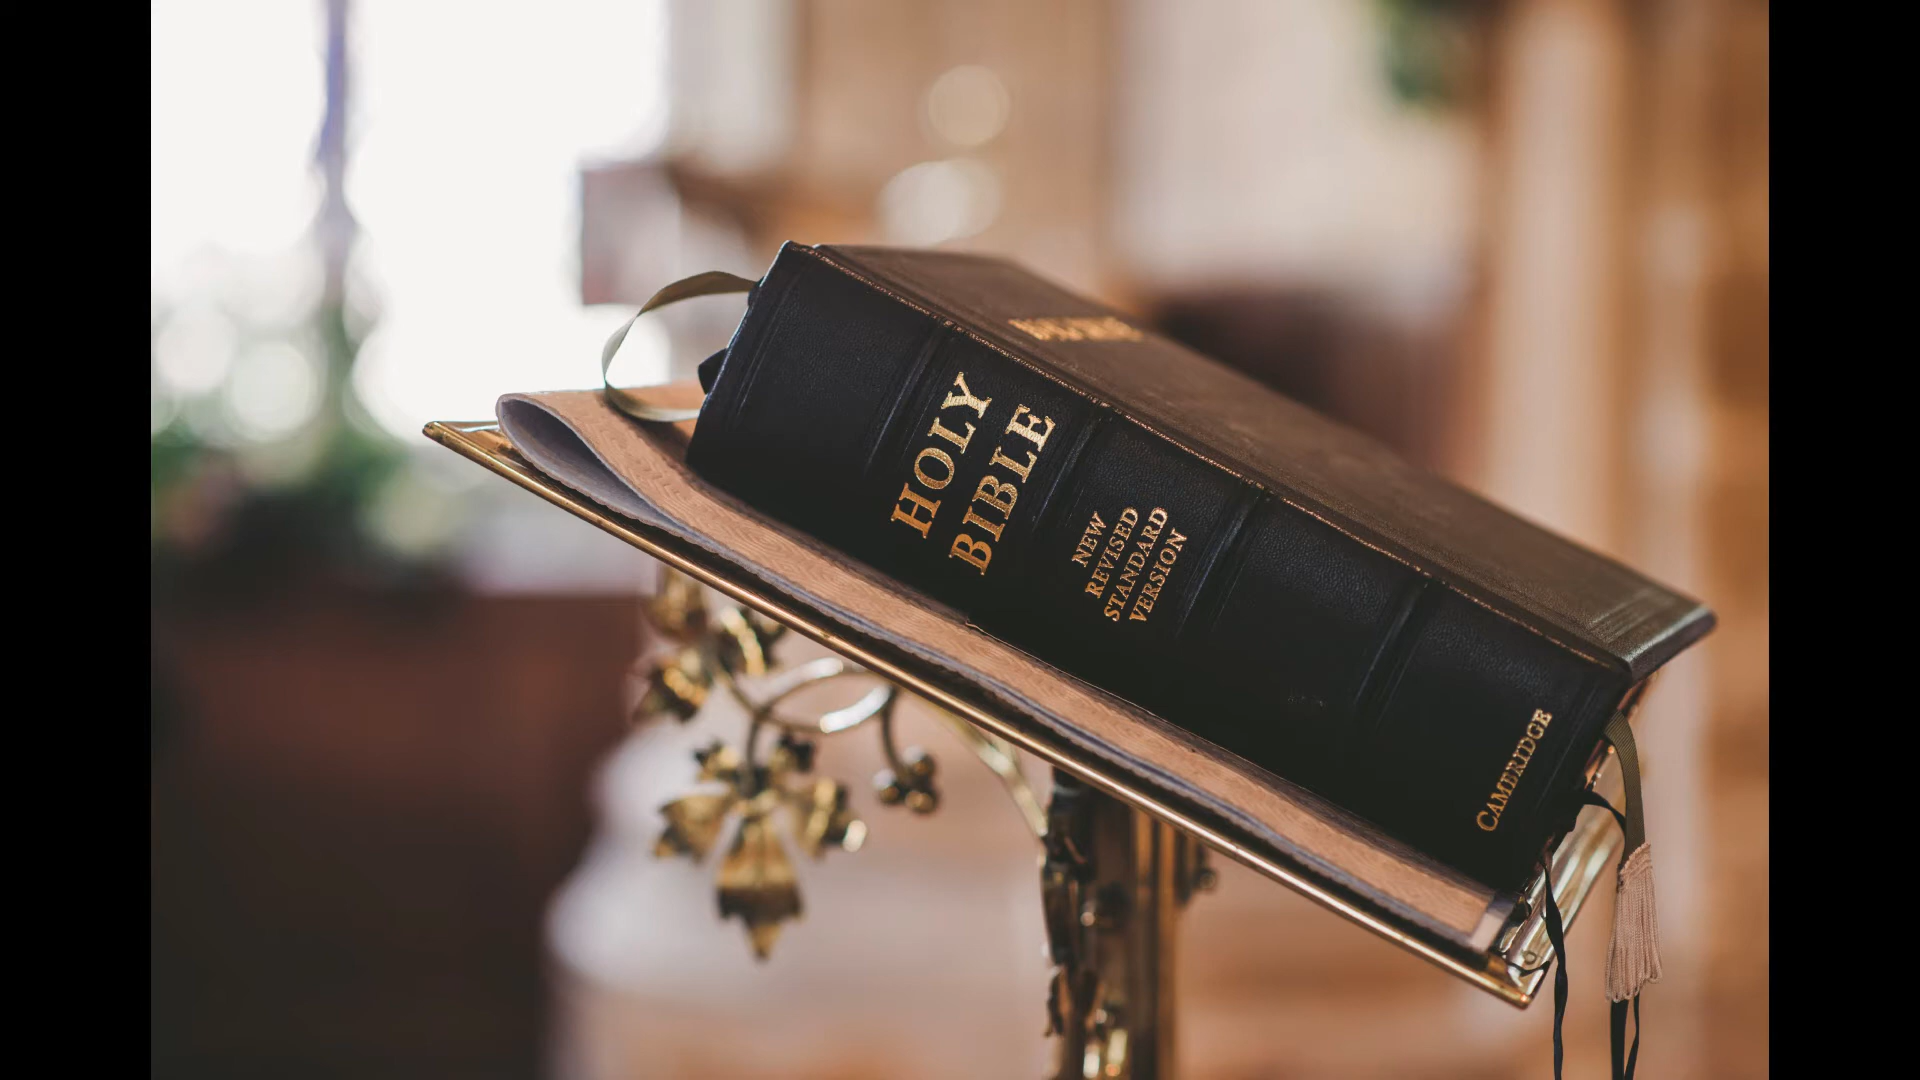 HOLY
BIBLE
NEW
REVISED
STANDARD
VERSION
CAMBRIDGE